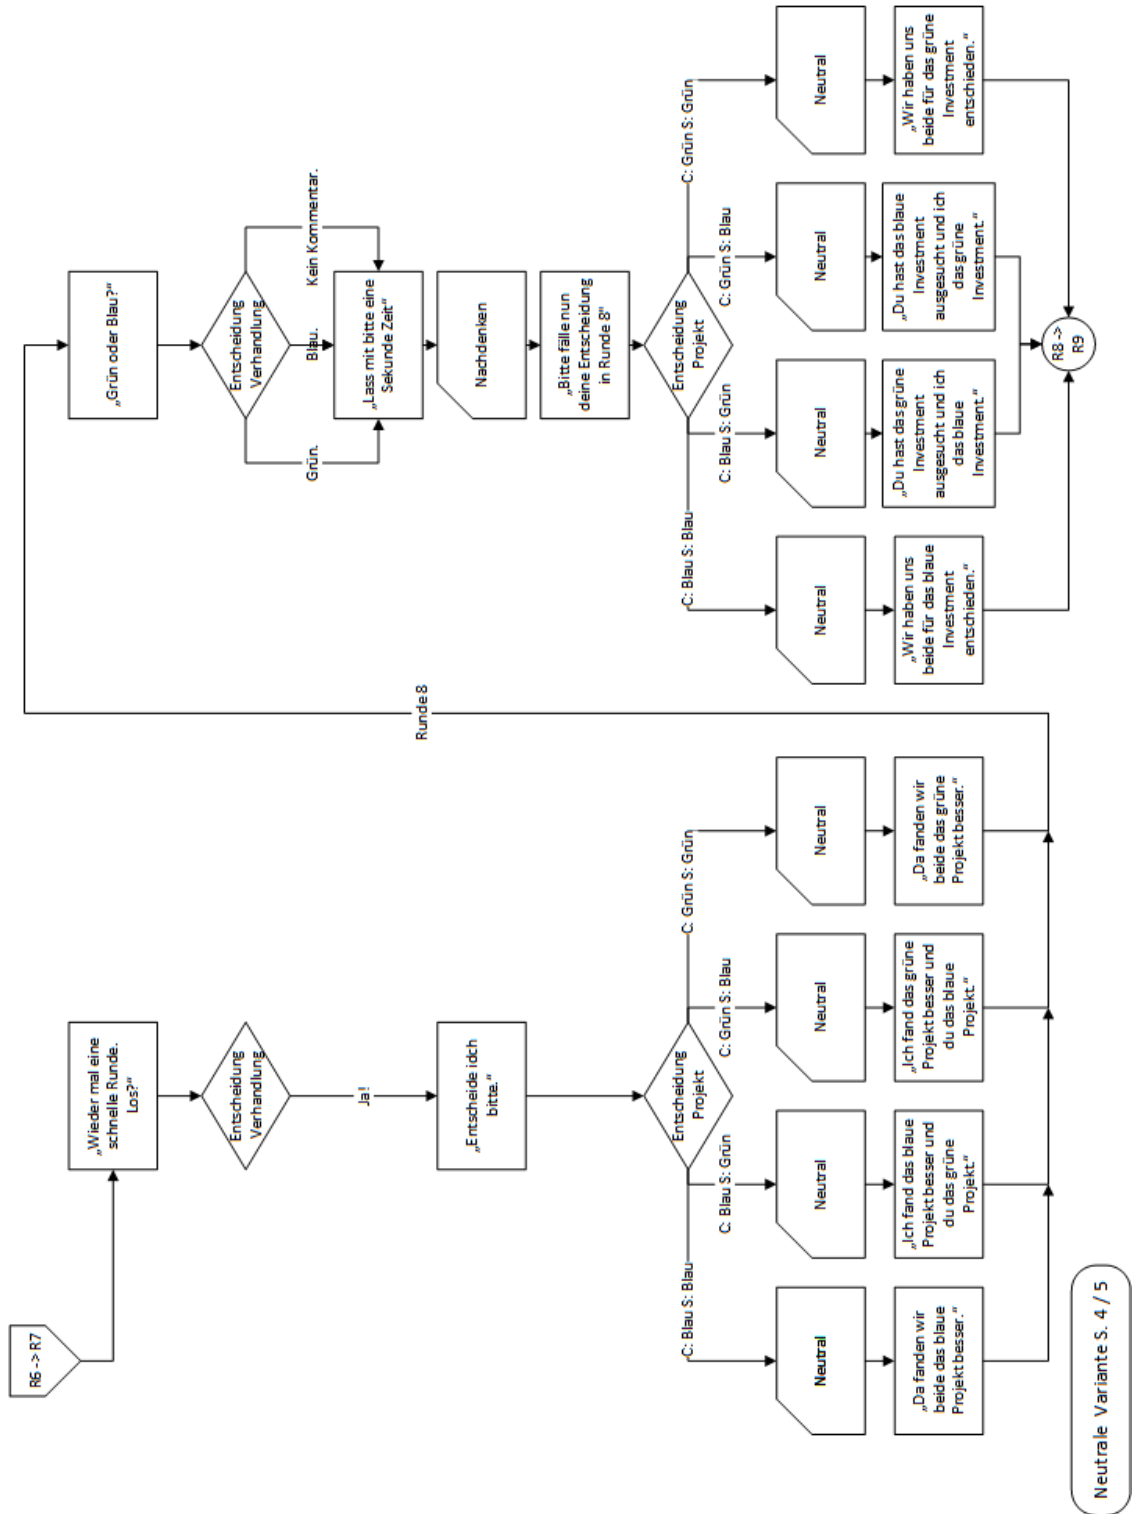 R6 -> R7
„Wieder mal eine
schnelle Runde.
Los?“
Entscheidung
Verhandlung
Ja!
„Entscheide idch
bitte.“
Entscheidung
Projekt
C: Blau S: Blau
C: Blau S: Grün
C: Grün S: Blau
C: Grün S: Grün
Neutral
Neutral
Neutral
Neutral
„Da fanden wir
beide das blaue
Projekt besser.“
„Ich fand das blaue
Projekt besser und
du das grüne
Projekt.“
„Ich fand das grüne
Projekt besser und
du das blaue
Projekt.“
„Da fanden wir
beide das grüne
Projekt besser.“
Runde 8
„Grün oder Blau?“
Entscheidung
Verhandlung
Grün.
Blau.
Kein Kommentar.
„Lass mit bitte eine
Sekunde Zeit“
Nachdenken
„Bitte fälle nun
deine Entscheidung
in Runde 8“
Entscheidung
Projekt
C: Blau S: Blau
C: Blau S: Grün
C: Grün S: Blau
C: Grün S: Grün
Neutral
Neutral
Neutral
Neutral
„Wir haben uns
beide für das blaue
Investment
entschieden.“
„Du hast das grüne
Investment
ausgesucht und ich
das blaue
Investment.“
„Du hast das blaue
Investment
ausgesucht und ich
das grüne
Investment.“
„Wir haben uns
beide für das grüne
Investment
entschieden.“
R8 ->
R9
Neutrale Variante S. 4 / 5